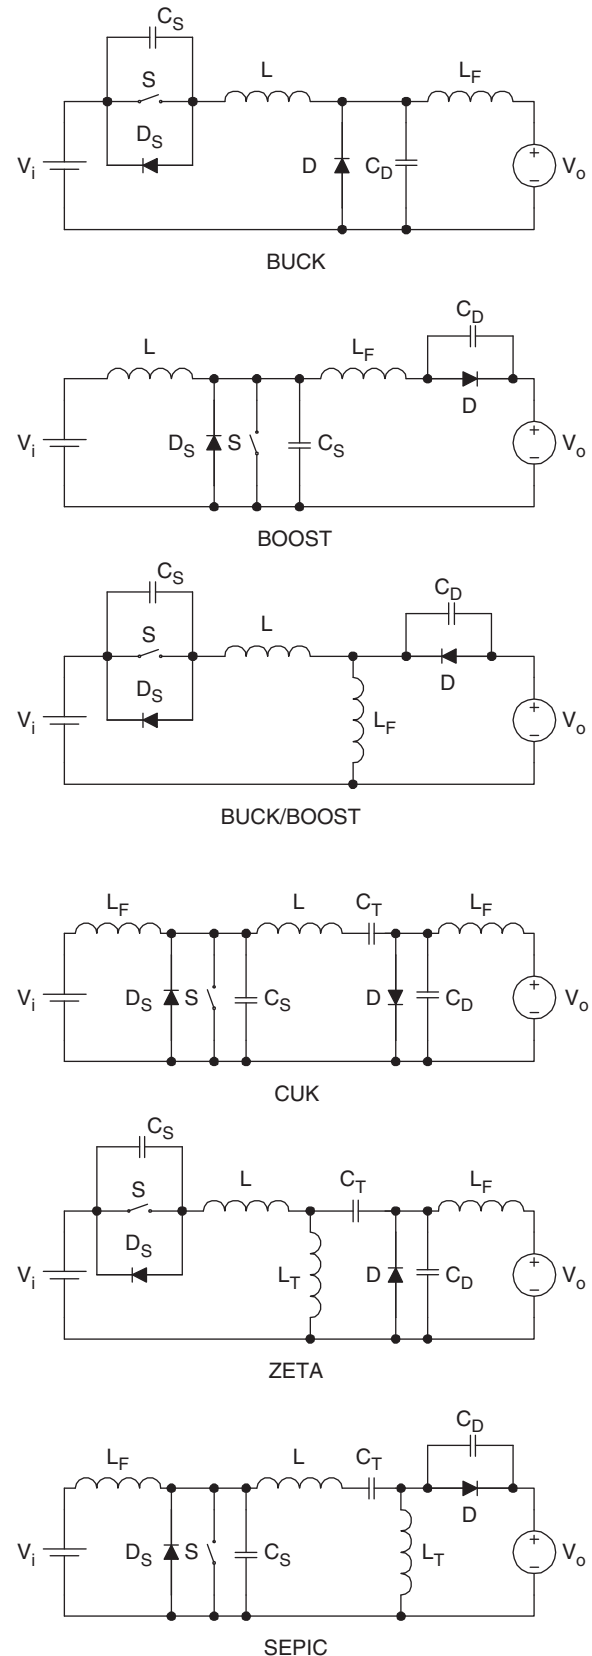 C_S
S
L
L_F
D_S
V_i
D
C_D
+
−
V_o
BUCK
C_D
L
L_F
D
V_i
D_S
S
C_S
+
−
V_o
BOOST
C_S
C_D
S
L
D_S
D
V_i
L_F
+
−
V_o
BUCK/BOOST
L_F
L
C_T
L_F
V_i
D_S
S
C_S
D
C_D
+
−
V_o
CUK
C_S
S
L
C_T
L_F
D_S
V_i
L_T
D
C_D
+
−
V_o
ZETA
C_D
L_F
L
C_T
D
V_i
D_S
S
C_S
L_T
+
−
V_o
SEPIC